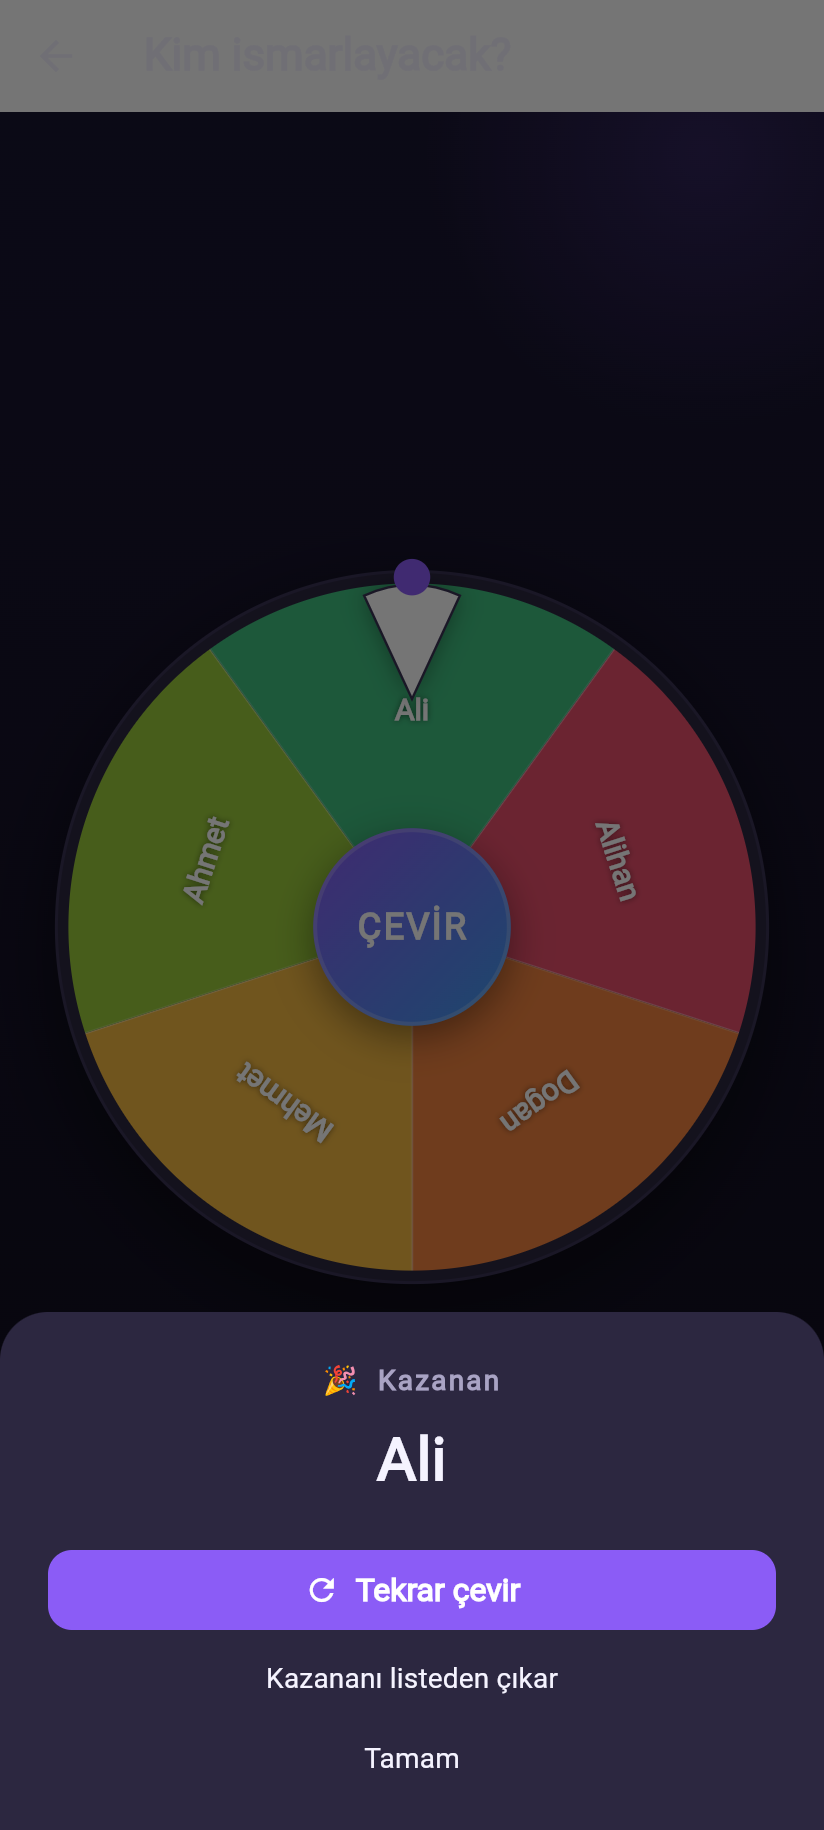 Kim ısmarlayacak?
Ali
Ahmet
Alihan
ÇEVİR
Mehmet
Dogan
🎉 Kazanan
Ali
Tekrar çevir
Kazananı listeden çıkar
Tamam